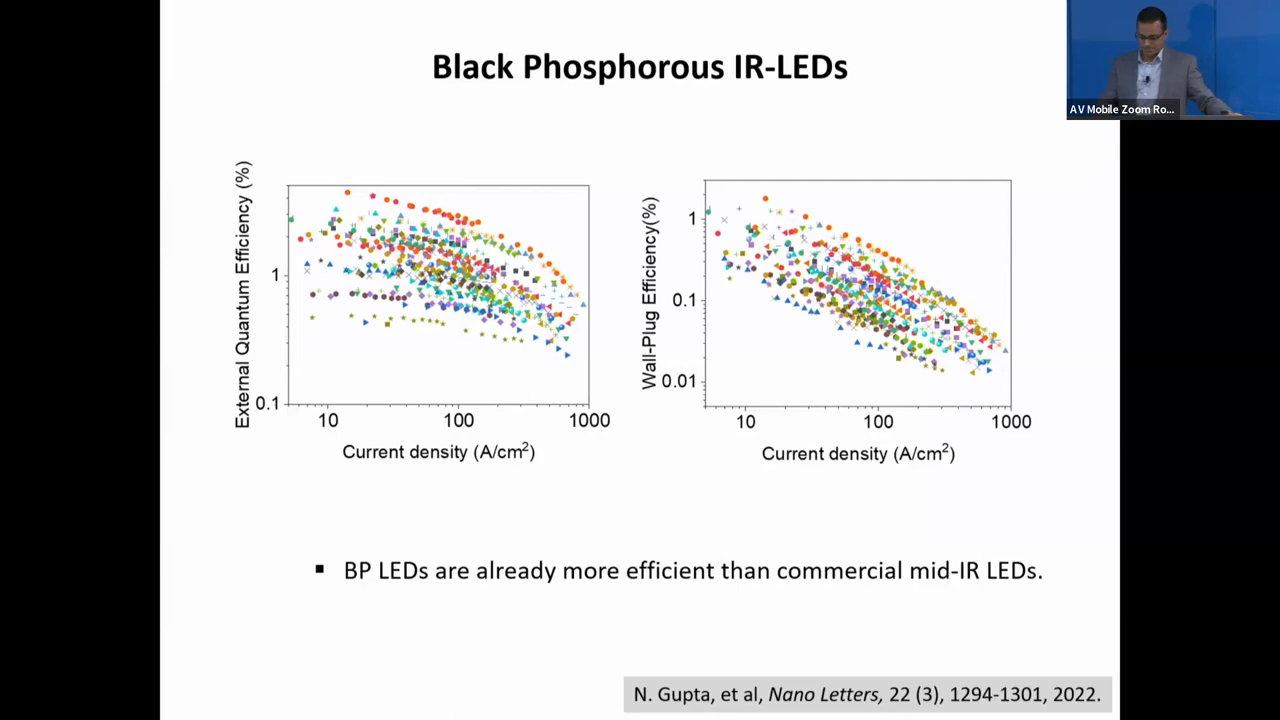 Black Phosphorous IR-LEDs
AV Mobile Zoom Ro...
External Quantum Efficiency (%)
1
0.1
10
100
1000
Current density (A/cm²)
Wall-Plug Efficiency(%)
1
0.1
0.01
10
100
1000
Current density (A/cm²)
▪ BP LEDs are already more efficient than commercial mid-IR LEDs.
N. Gupta, et al, Nano Letters, 22 (3), 1294-1301, 2022.